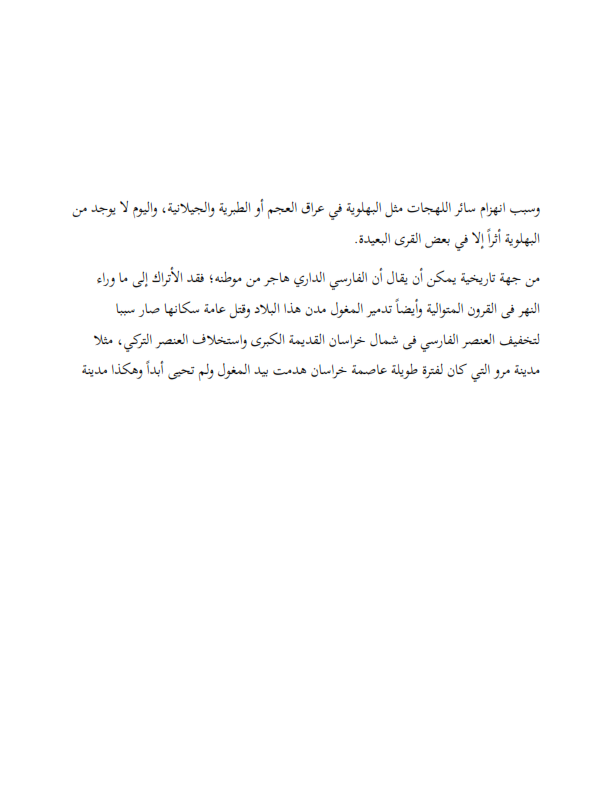 وسبب انهزام سائر اللهجات مثل البهلوية في عراق العجم أو الطبرية والجيلانية، واليوم لا يوجد من
البهلوية أثراً إلا في بعض القرى البعيدة.
من جهة تاريخية يمكن أن يقال أن الفارسي الداري هاجر من موطنه؛ فقد الأتراك إلى ما وراء
النهر فى القرون المتوالية وأيضاً تدمير المغول مدن هذا البلاد وقتل عامة سكانها صار سببا
لتخفيف العنصر الفارسي فى شمال خراسان القديمة الكبرى واستخلاف العنصر التركي، مثلا
مدينة مرو التي كان لفترة طويلة عاصمة خراسان هدمت بيد المغول ولم تحيى أبداً وهكذا مدينة